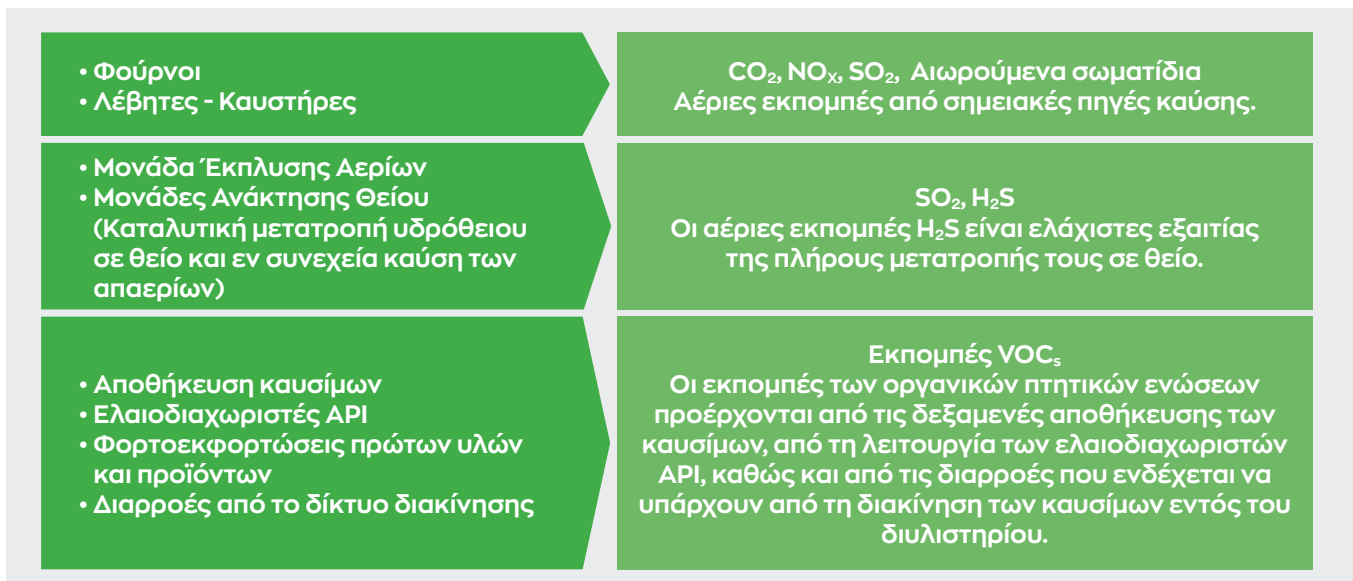 • Φούρνοι
• Λέβητες - Καυστήρες
CO₂, NOₓ, SO₂, Αιωρούμενα σωματίδια
Αέριες εκπομπές από σημειακές πηγές καύσης.
• Μονάδα Έκπλυσης Αερίων
• Μονάδες Ανάκτησης Θείου
(Καταλυτική μετατροπή υδρόθειου
σε θείο και εν συνεχεία καύση των
απαερίων)
SO₂, H₂S
Οι αέριες εκπομπές H₂S είναι ελάχιστες εξαιτίας
της πλήρους μετατροπής τους σε θείο.
• Αποθήκευση καυσίμων
• Ελαιοδιαχωριστές API
• Φορτοεκφορτώσεις πρώτων υλών
και προϊόντων
• Διαρροές από το δίκτυο διακίνησης
Εκπομπές VOCₛ
Οι εκπομπές των οργανικών πτητικών ενώσεων
προέρχονται από τις δεξαμενές αποθήκευσης των
καυσίμων, από τη λειτουργία των ελαιοδιαχωριστών
API, καθώς και από τις διαρροές που ενδέχεται να
υπάρχουν από τη διακίνηση των καυσίμων εντός του
διυλιστηρίου.